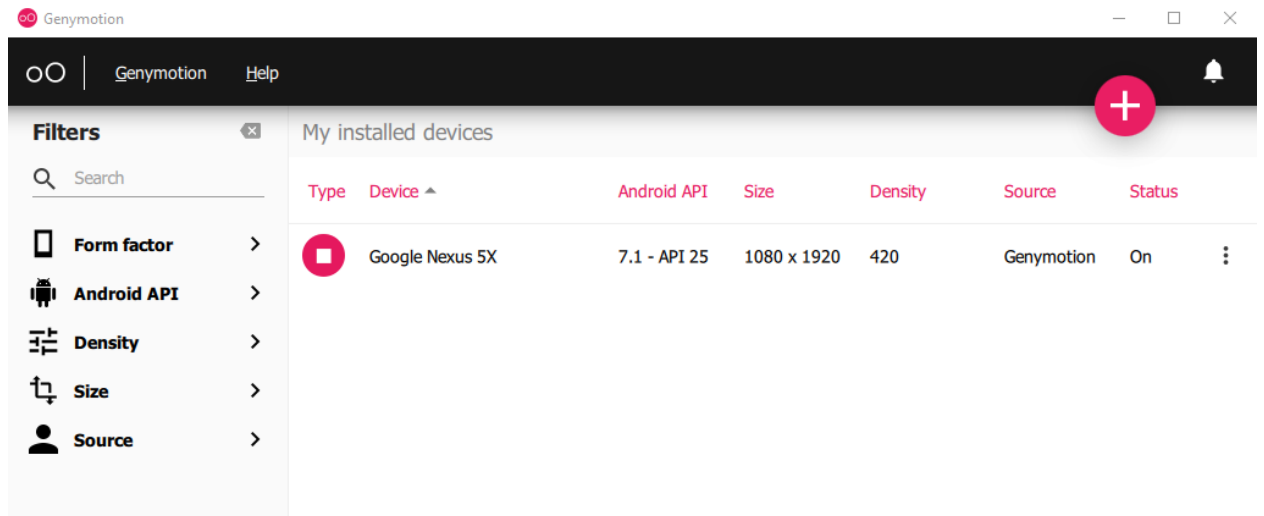 Genymotion
oO Genymotion Help
Filters
My installed devices
Search
Type Device Android API Size Density Source Status
Form factor
Google Nexus 5X 7.1 - API 25 1080 x 1920 420 Genymotion On
Android API
Density
Size
Source